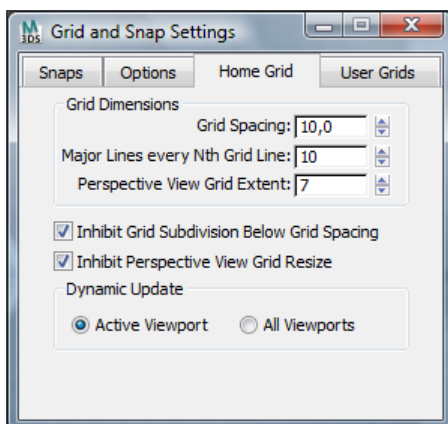 M
3DS
Grid and Snap Settings
Snaps Options Home Grid User Grids
Grid Dimensions
Grid Spacing: 10,0
Major Lines every Nth Grid Line: 10
Perspective View Grid Extent: 7
Inhibit Grid Subdivision Below Grid Spacing
Inhibit Perspective View Grid Resize
Dynamic Update
Active Viewport All Viewports